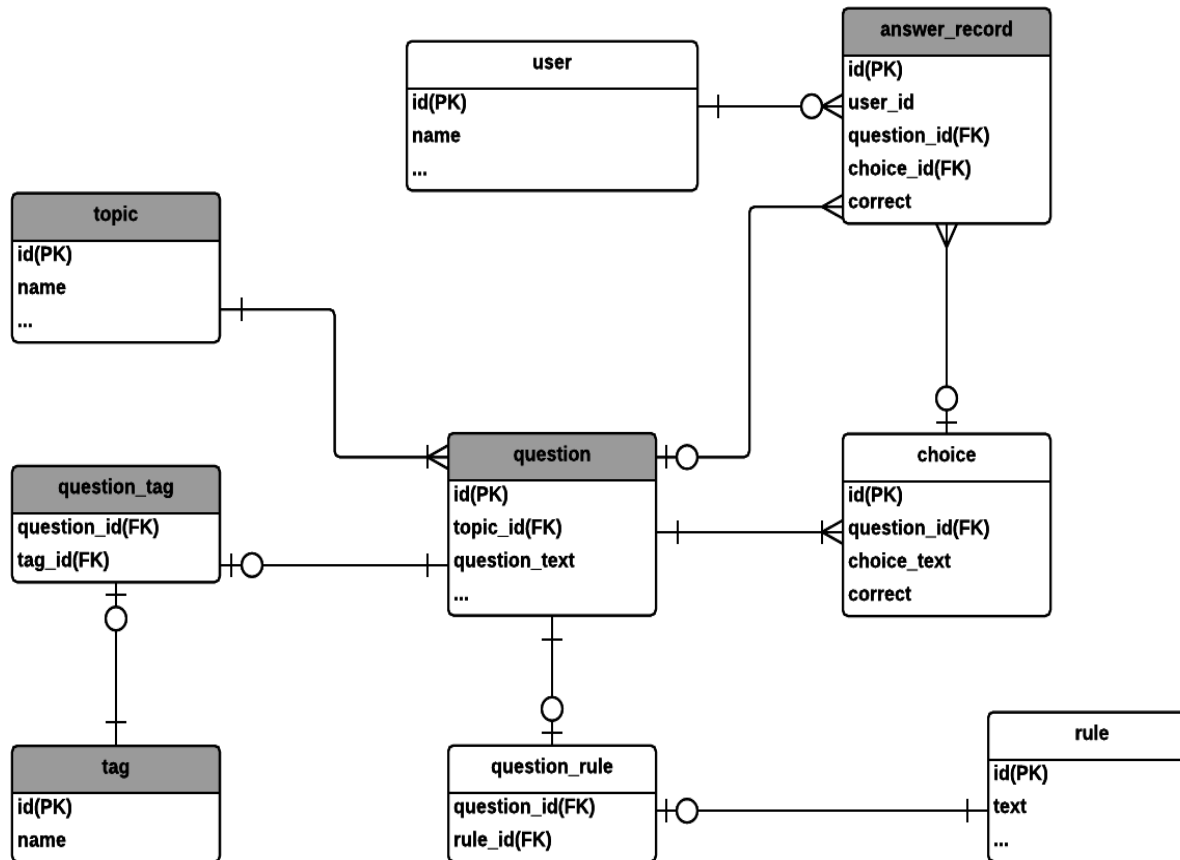 answer_record
id(PK)
user_id
question_id(FK)
choice_id(FK)
correct
user
id(PK)
name
...
topic
id(PK)
name
...
question
id(PK)
topic_id(FK)
question_text
...
choice
id(PK)
question_id(FK)
choice_text
correct
question_tag
question_id(FK)
tag_id(FK)
tag
id(PK)
name
question_rule
question_id(FK)
rule_id(FK)
rule
id(PK)
text
...